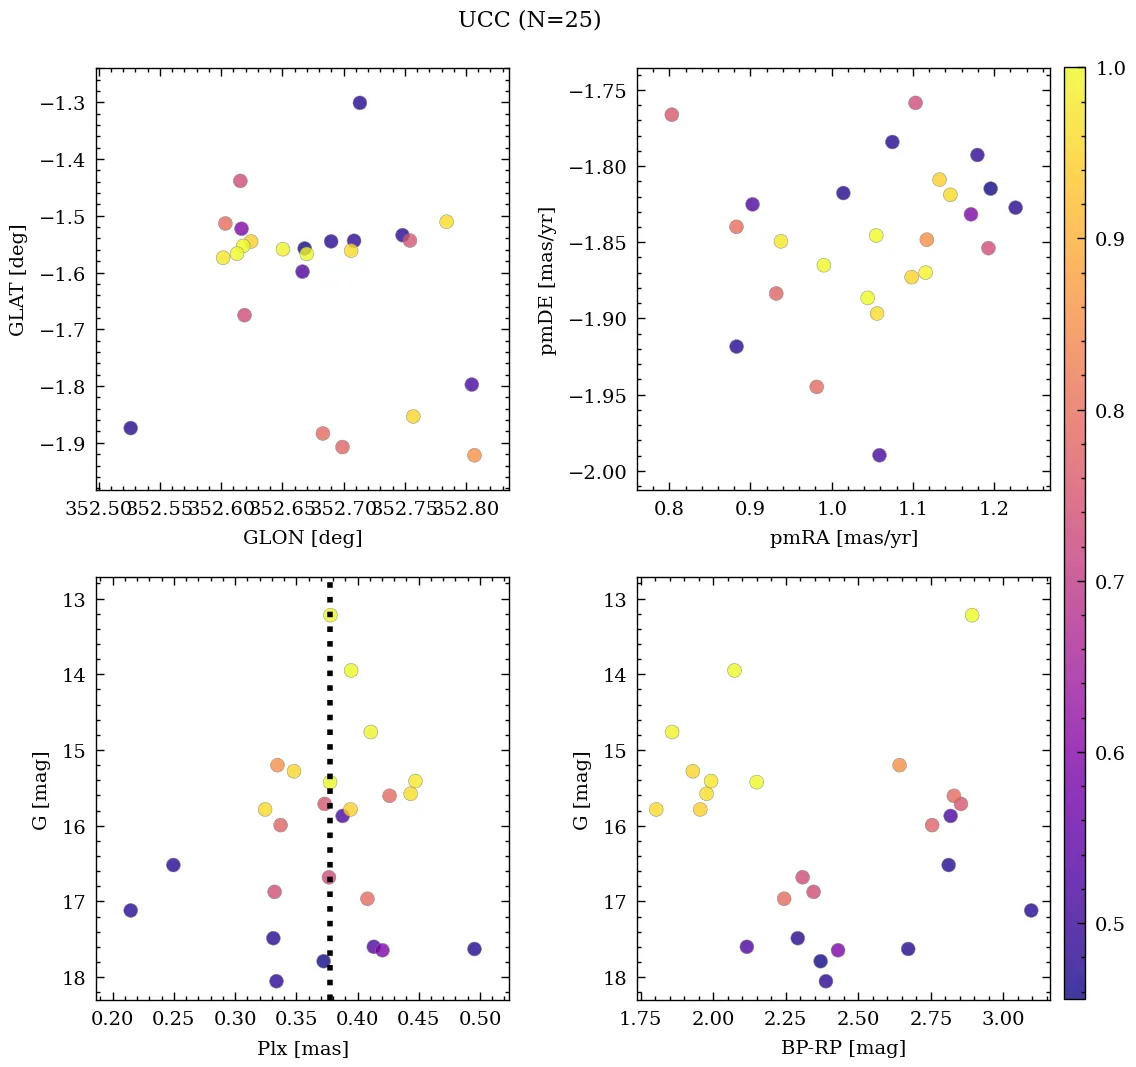 UCC (N=25)
−1.3
−1.4
−1.5
−1.6
−1.7
−1.8
−1.9
GLAT [deg]
352.50 352.55 352.60 352.65 352.70 352.75 352.80
GLON [deg]
−1.75
−1.80
−1.85
−1.90
−1.95
−2.00
pmDE [mas/yr]
0.8 0.9 1.0 1.1 1.2
pmRA [mas/yr]
13
14
15
16
17
18
G [mag]
0.20 0.25 0.30 0.35 0.40 0.45 0.50
Plx [mas]
13
14
15
16
17
18
G [mag]
1.75 2.00 2.25 2.50 2.75 3.00
BP-RP [mag]
1.0
0.9
0.8
0.7
0.6
0.5